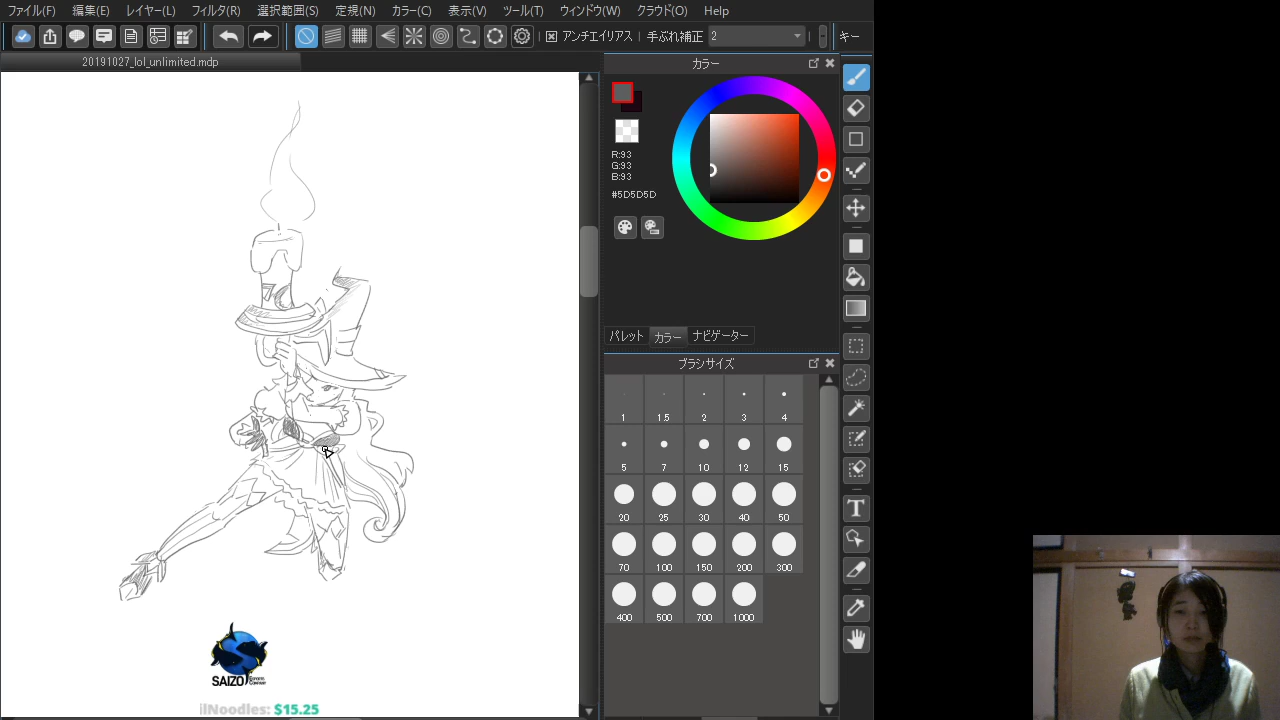 ファイル(F) 編集(E) レイヤー(L) フィルタ(R) 選択範囲(S) 定規(N) カラー(C) 表示(V) ツール(T) ウィンドウ(W) クラウド(O) Help
アンチエイリアス 手ぶれ補正 2 キー
20191027_lol_unlimited.mdp
カラー
R:93
G:93
B:93
#5D5D5D
パレット カラー ナビゲーター
ブラシサイズ
1 1.5 2 3 4
5 7 10 12 15
20 25 30 40 50
70 100 150 200 300
400 500 700 1000
T
SAIZO
ilNoodles: $15.25